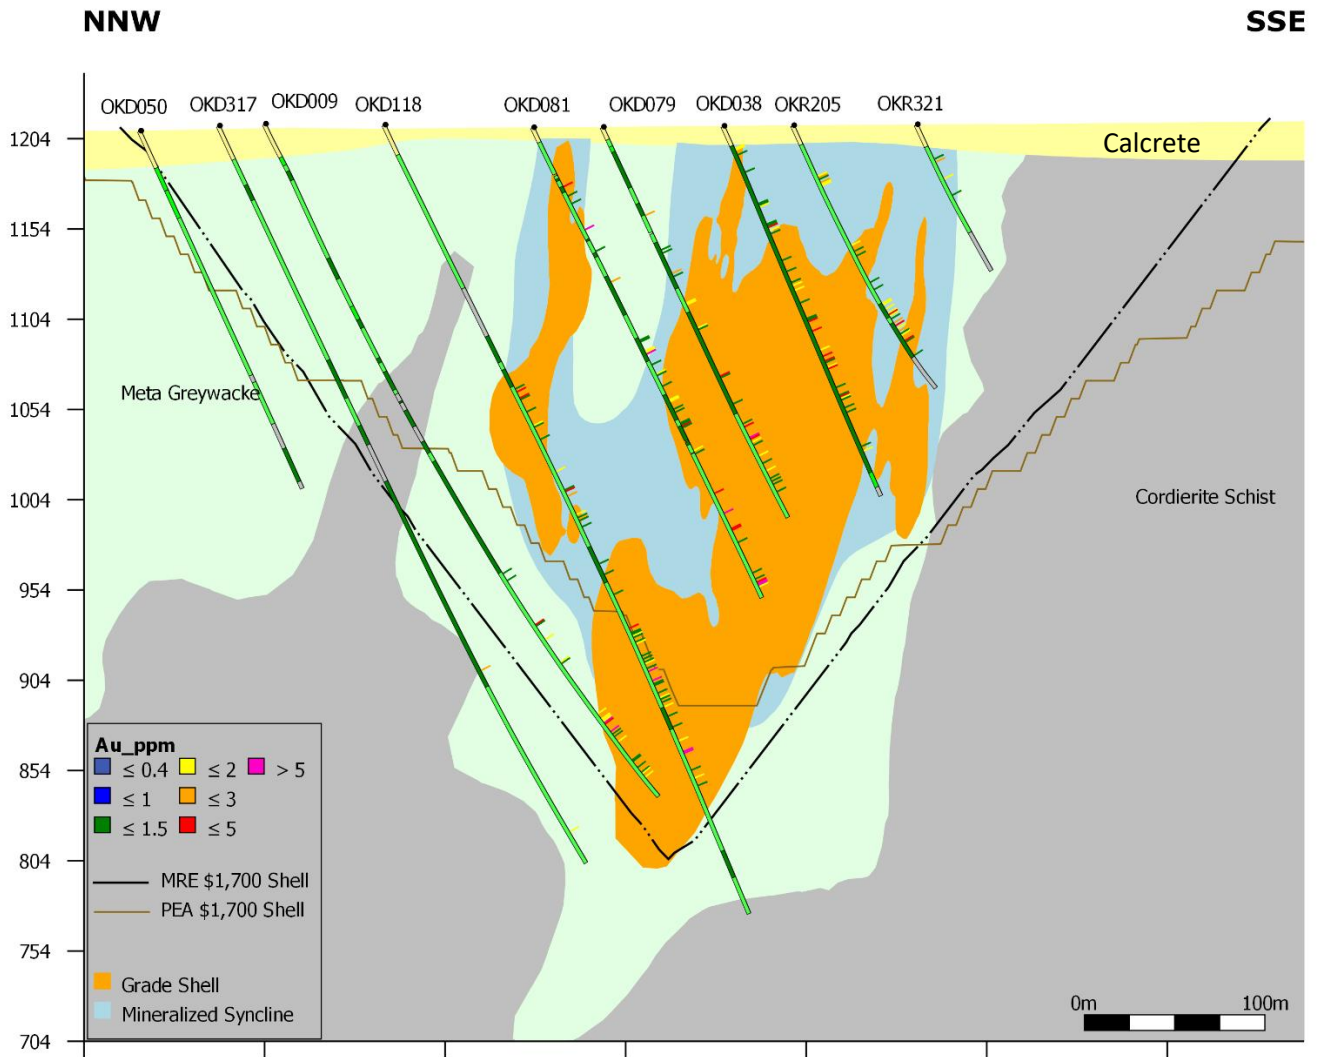 NNW
SSE
OKD050
OKD317
OKD009
OKD118
OKD081
OKD079
OKD038
OKR205
OKR321
1204
Calcrete
1154
1104
Meta Greywacke
1054
1004
Cordierite Schist
954
904
854
804
754
704
Au_ppm
≤ 0.4
≤ 2
> 5
≤ 1
≤ 3
≤ 1.5
≤ 5
MRE $1,700 Shell
PEA $1,700 Shell
Grade Shell
Mineralized Syncline
0m
100m